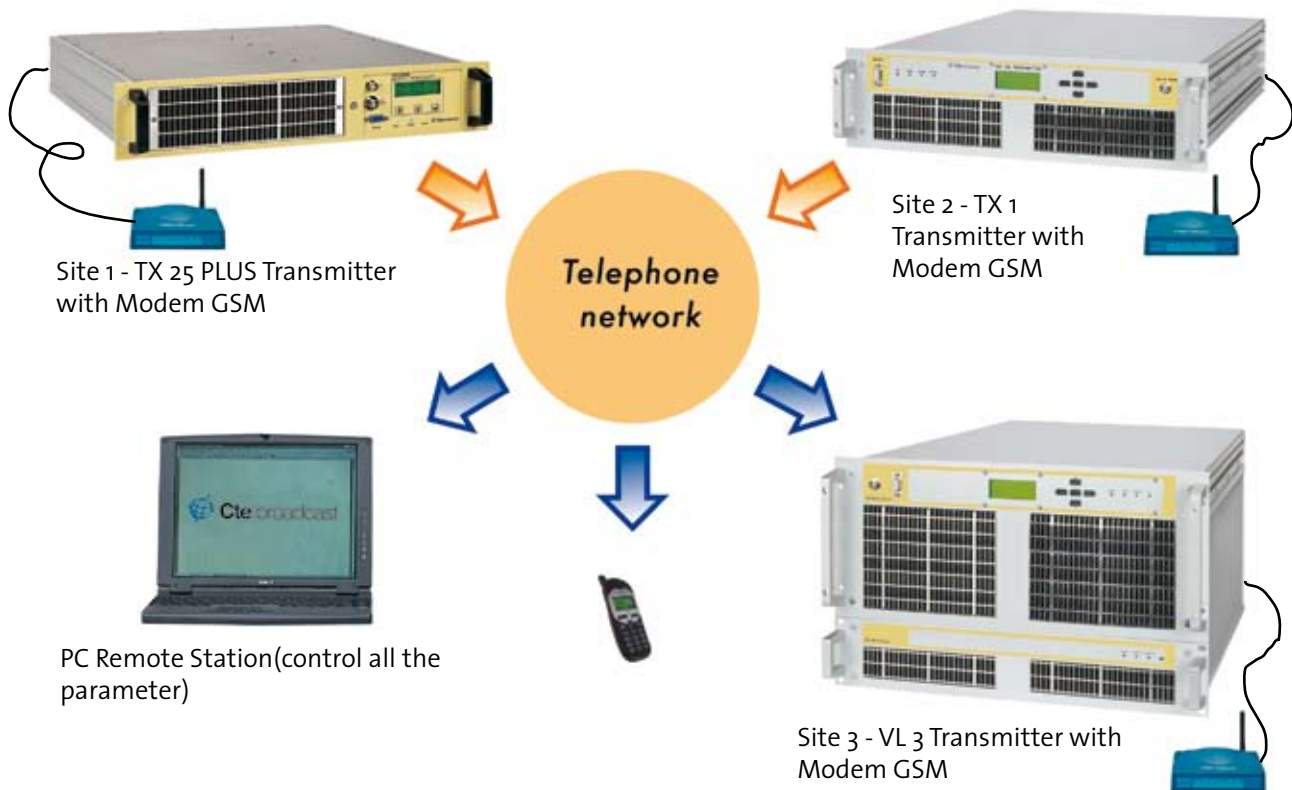 Site 1 - TX 25 PLUS Transmitter
with Modem GSM
Site 2 - TX 1
Transmitter with
Modem GSM
Telephone
network
Cte broadcast
PC Remote Station(control all the
parameter)
Site 3 - VL 3 Transmitter with
Modem GSM